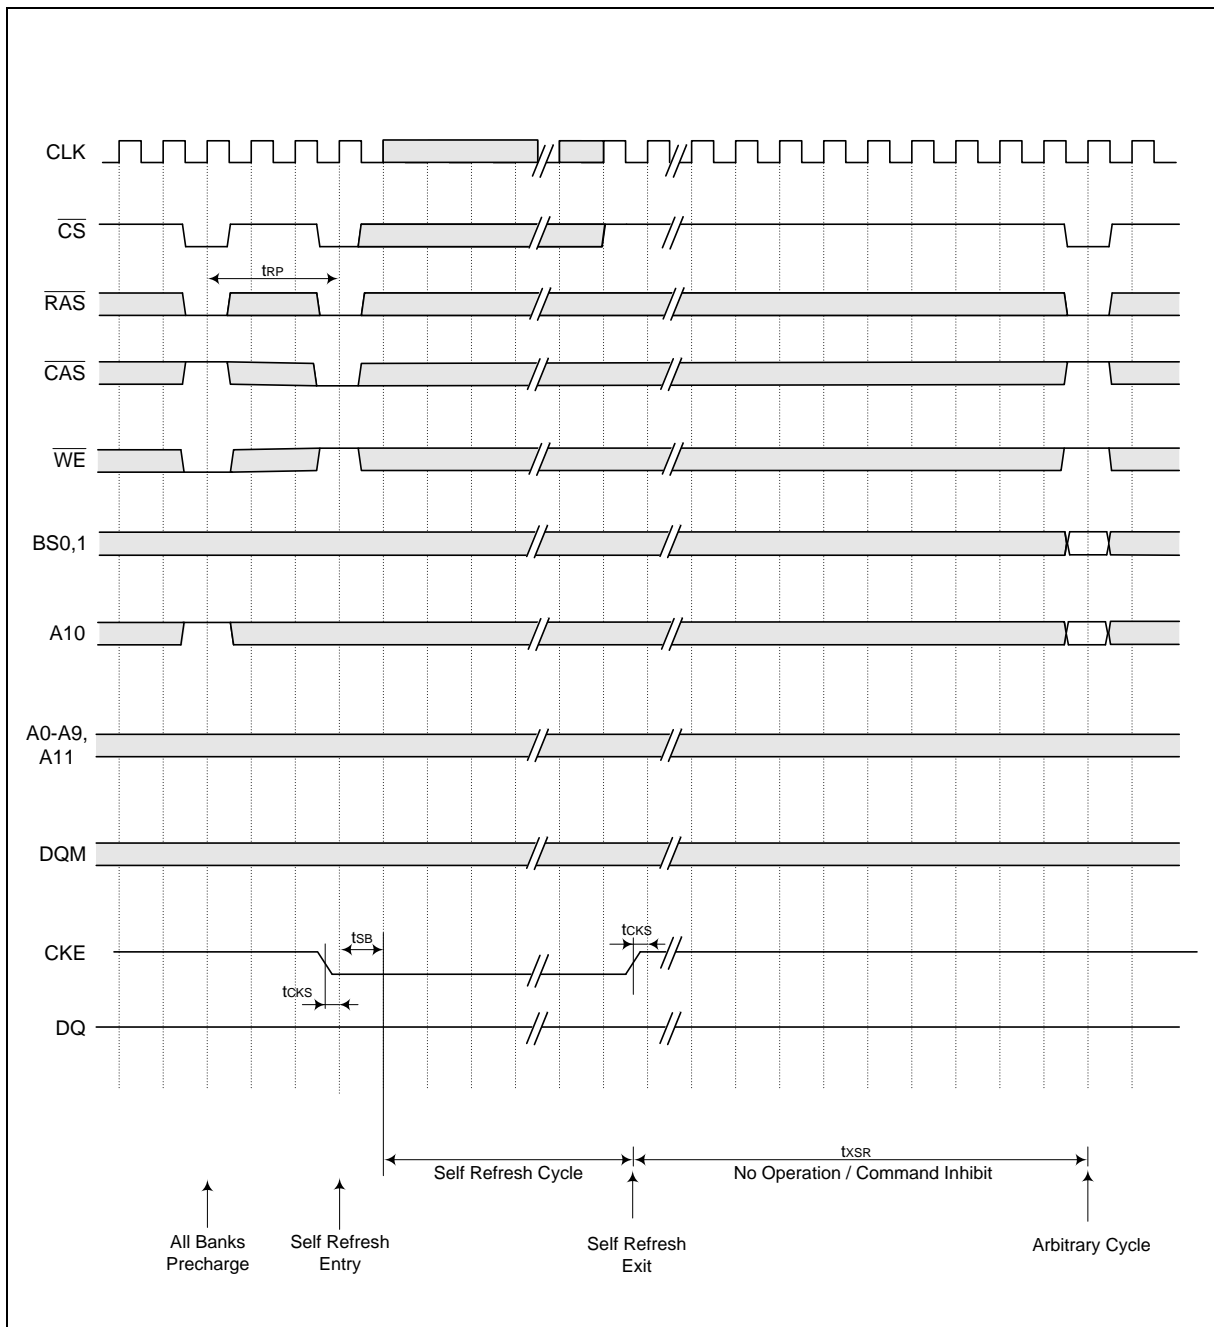 CLK
CS
tRP
RAS
CAS
WE
BS0,1
A10
A0-A9,
A11
DQM
tSB
tCKS
CKE
tCKS
DQ
tXSR
Self Refresh Cycle
No Operation / Command Inhibit
All Banks
Precharge
Self Refresh
Entry
Self Refresh
Exit
Arbitrary Cycle